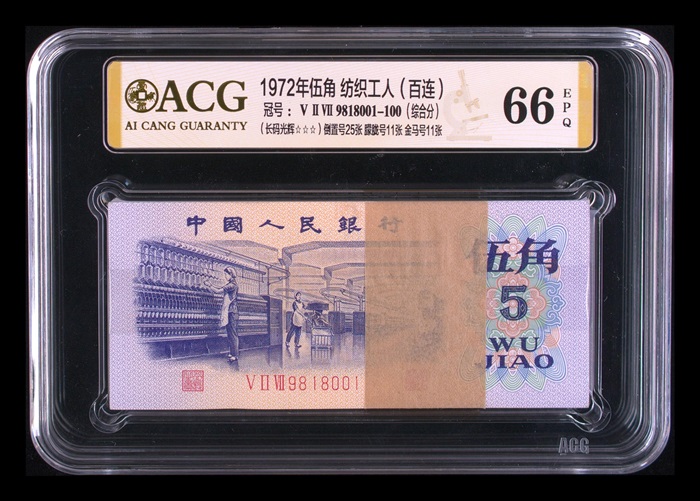 ACG
AI CANG GUARANTY
1972年伍角 纺织工人（百连）
冠号：V II VII 9818001-100（综合分）
（长码光辉☆☆☆）倒置号25张 朦胧号11张 金马号11张
66 EPQ
中國人民銀行
伍角
5
WU
JIAO
V II VII 9818001
ACG